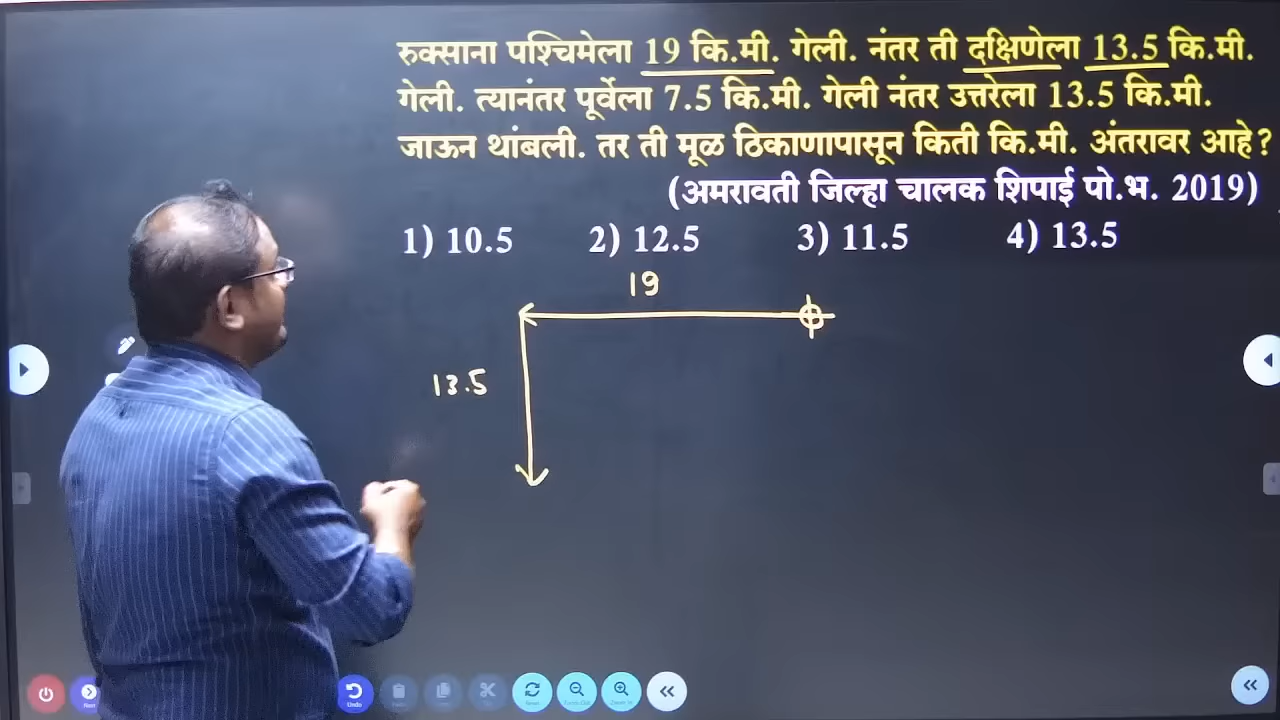 रुक्साना पश्चिमेला 19 कि.मी. गेली. नंतर ती दक्षिणेला 13.5 कि.मी.
गेली. त्यानंतर पूर्वेला 7.5 कि.मी. गेली नंतर उत्तरेला 13.5 कि.मी.
जाऊन थांबली. तर ती मूळ ठिकाणापासून किती कि.मी. अंतरावर आहे?
(अमरावती जिल्हा चालक शिपाई पो.भ. 2019)
1) 10.5 2) 12.5 3) 11.5 4) 13.5
19
13.5
Undo